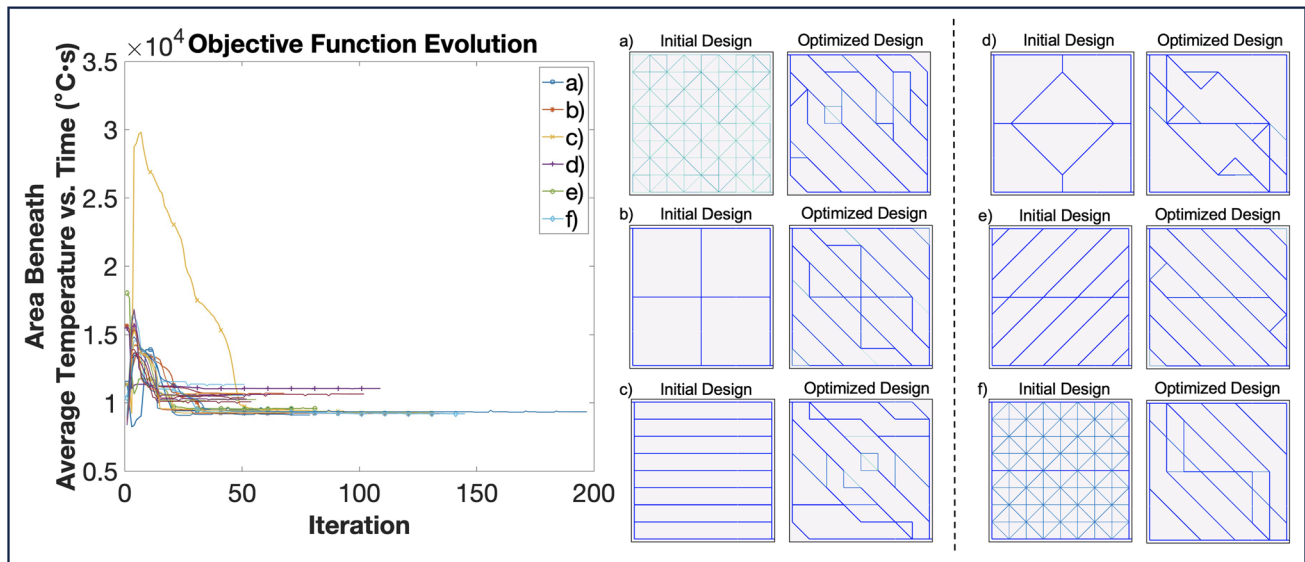 ×10⁴ Objective Function Evolution
Area Beneath
Average Temperature vs. Time (°C·s)
3.5
3
2.5
2
1.5
1
0.5
0
50
100
150
200
Iteration
a)
b)
c)
d)
e)
f)
a) Initial Design Optimized Design
b) Initial Design Optimized Design
c) Initial Design Optimized Design
d) Initial Design Optimized Design
e) Initial Design Optimized Design
f) Initial Design Optimized Design